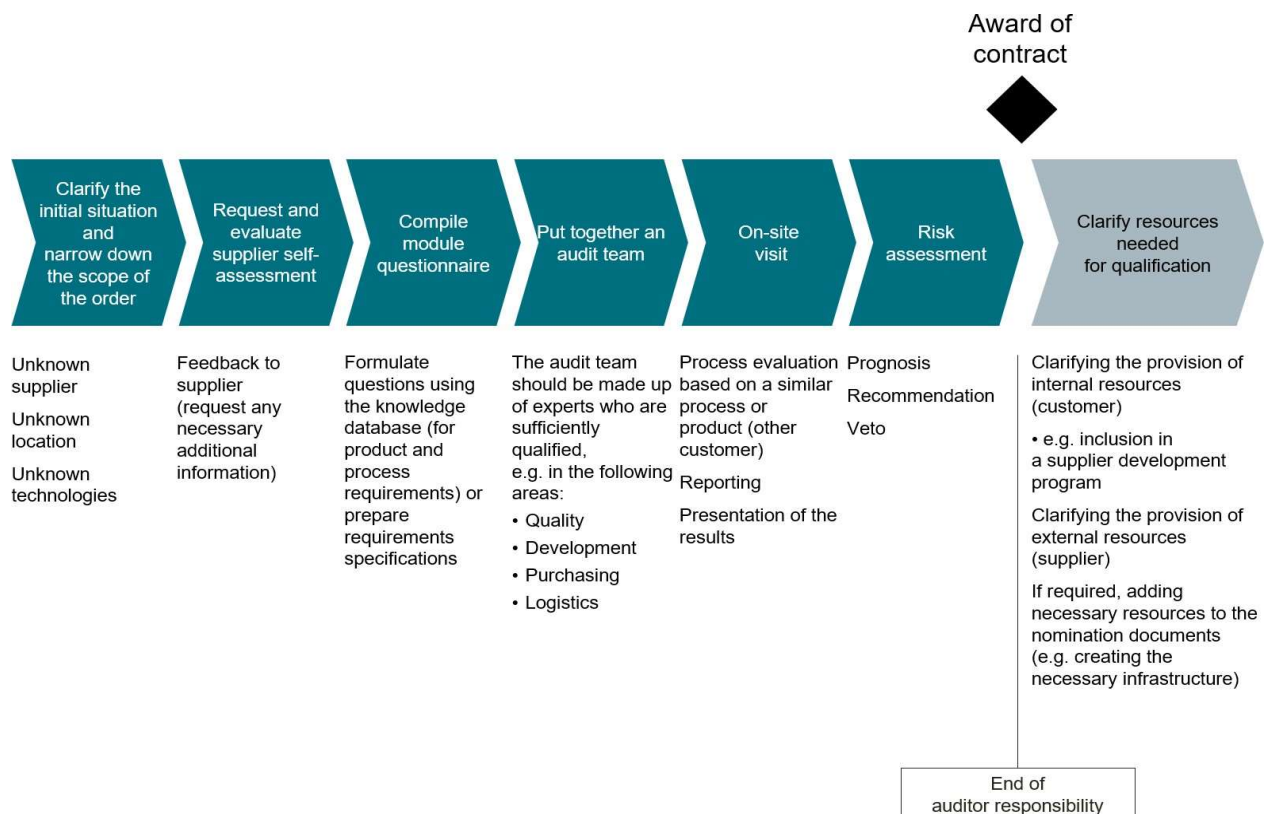 Award of
contract
Clarify the
initial situation
and
narrow down
the scope of
the order
Request and
evaluate
supplier self-
assessment
Compile
module
questionnaire
Put together an
audit team
On-site
visit
Risk
assessment
Clarify resources
needed
for qualification
Unknown
supplier
Unknown
location
Unknown
technologies
Feedback to
supplier
(request any
necessary
additional
information)
Formulate
questions using
the knowledge
database (for
product and
process
requirements) or
prepare
requirements
specifications
The audit team
should be made up
of experts who are
sufficiently
qualified,
e.g. in the following
areas:
• Quality
• Development
• Purchasing
• Logistics
Process evaluation
based on a similar
process or
product (other
customer)
Reporting
Presentation of the
results
Prognosis
Recommendation
Veto
Clarifying the provision of
internal resources
(customer)
• e.g. inclusion in
a supplier development
program
Clarifying the provision of
external resources
(supplier)
If required, adding
necessary resources to the
nomination documents
(e.g. creating the
necessary infrastructure)
End of
auditor responsibility